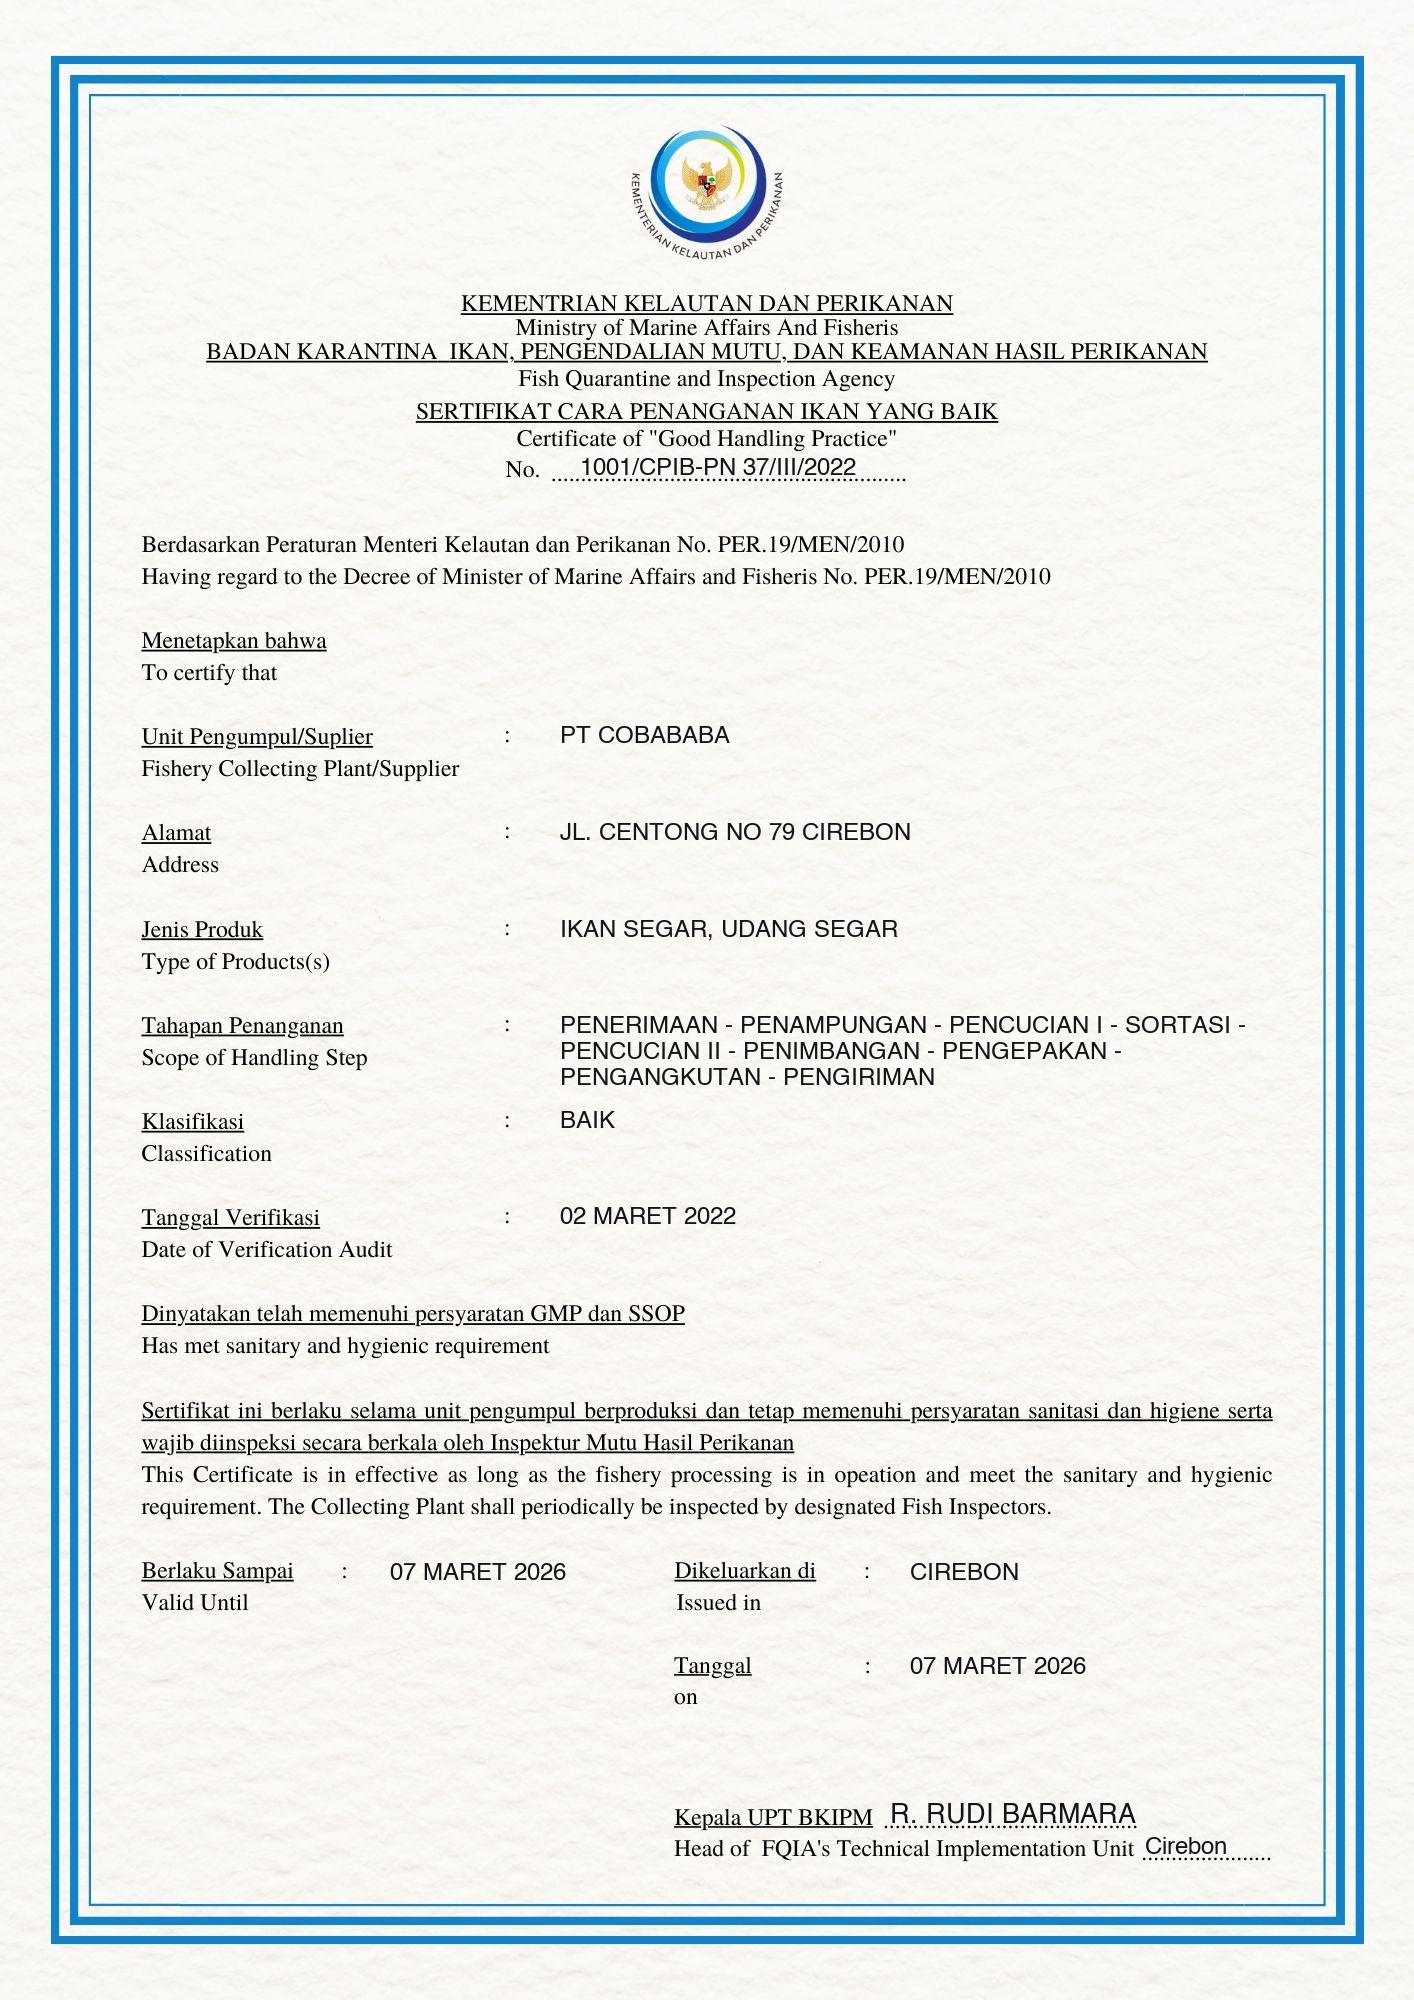 KEMENTERIAN KELAUTAN DAN PERIKANAN
KEMENTRIAN KELAUTAN DAN PERIKANAN
Ministry of Marine Affairs And Fisheris
BADAN KARANTINA IKAN, PENGENDALIAN MUTU, DAN KEAMANAN HASIL PERIKANAN
Fish Quarantine and Inspection Agency
SERTIFIKAT CARA PENANGANAN IKAN YANG BAIK
Certificate of "Good Handling Practice"
No. 1001/CPIB-PN 37/III/2022
Berdasarkan Peraturan Menteri Kelautan dan Perikanan No. PER.19/MEN/2010
Having regard to the Decree of Minister of Marine Affairs and Fisheris No. PER.19/MEN/2010
Menetapkan bahwa
To certify that
Unit Pengumpul/Suplier : PT COBABABA
Fishery Collecting Plant/Supplier
Alamat : JL. CENTONG NO 79 CIREBON
Address
Jenis Produk : IKAN SEGAR, UDANG SEGAR
Type of Products(s)
Tahapan Penanganan : PENERIMAAN - PENAMPUNGAN - PENCUCIAN I - SORTASI -
Scope of Handling Step PENCUCIAN II - PENIMBANGAN - PENGEPAKAN -
PENGANGKUTAN - PENGIRIMAN
Klasifikasi : BAIK
Classification
Tanggal Verifikasi : 02 MARET 2022
Date of Verification Audit
Dinyatakan telah memenuhi persyaratan GMP dan SSOP
Has met sanitary and hygienic requirement
Sertifikat ini berlaku selama unit pengumpul berproduksi dan tetap memenuhi persyaratan sanitasi dan higiene serta
wajib diinspeksi secara berkala oleh Inspektur Mutu Hasil Perikanan
This Certificate is in effective as long as the fishery processing is in opeation and meet the sanitary and hygienic
requirement. The Collecting Plant shall periodically be inspected by designated Fish Inspectors.
Berlaku Sampai : 07 MARET 2026 Dikeluarkan di : CIREBON
Valid Until Issued in
Tanggal : 07 MARET 2026
on
Kepala UPT BKIPM R. RUDI BARMARA
Head of FQIA's Technical Implementation Unit Cirebon